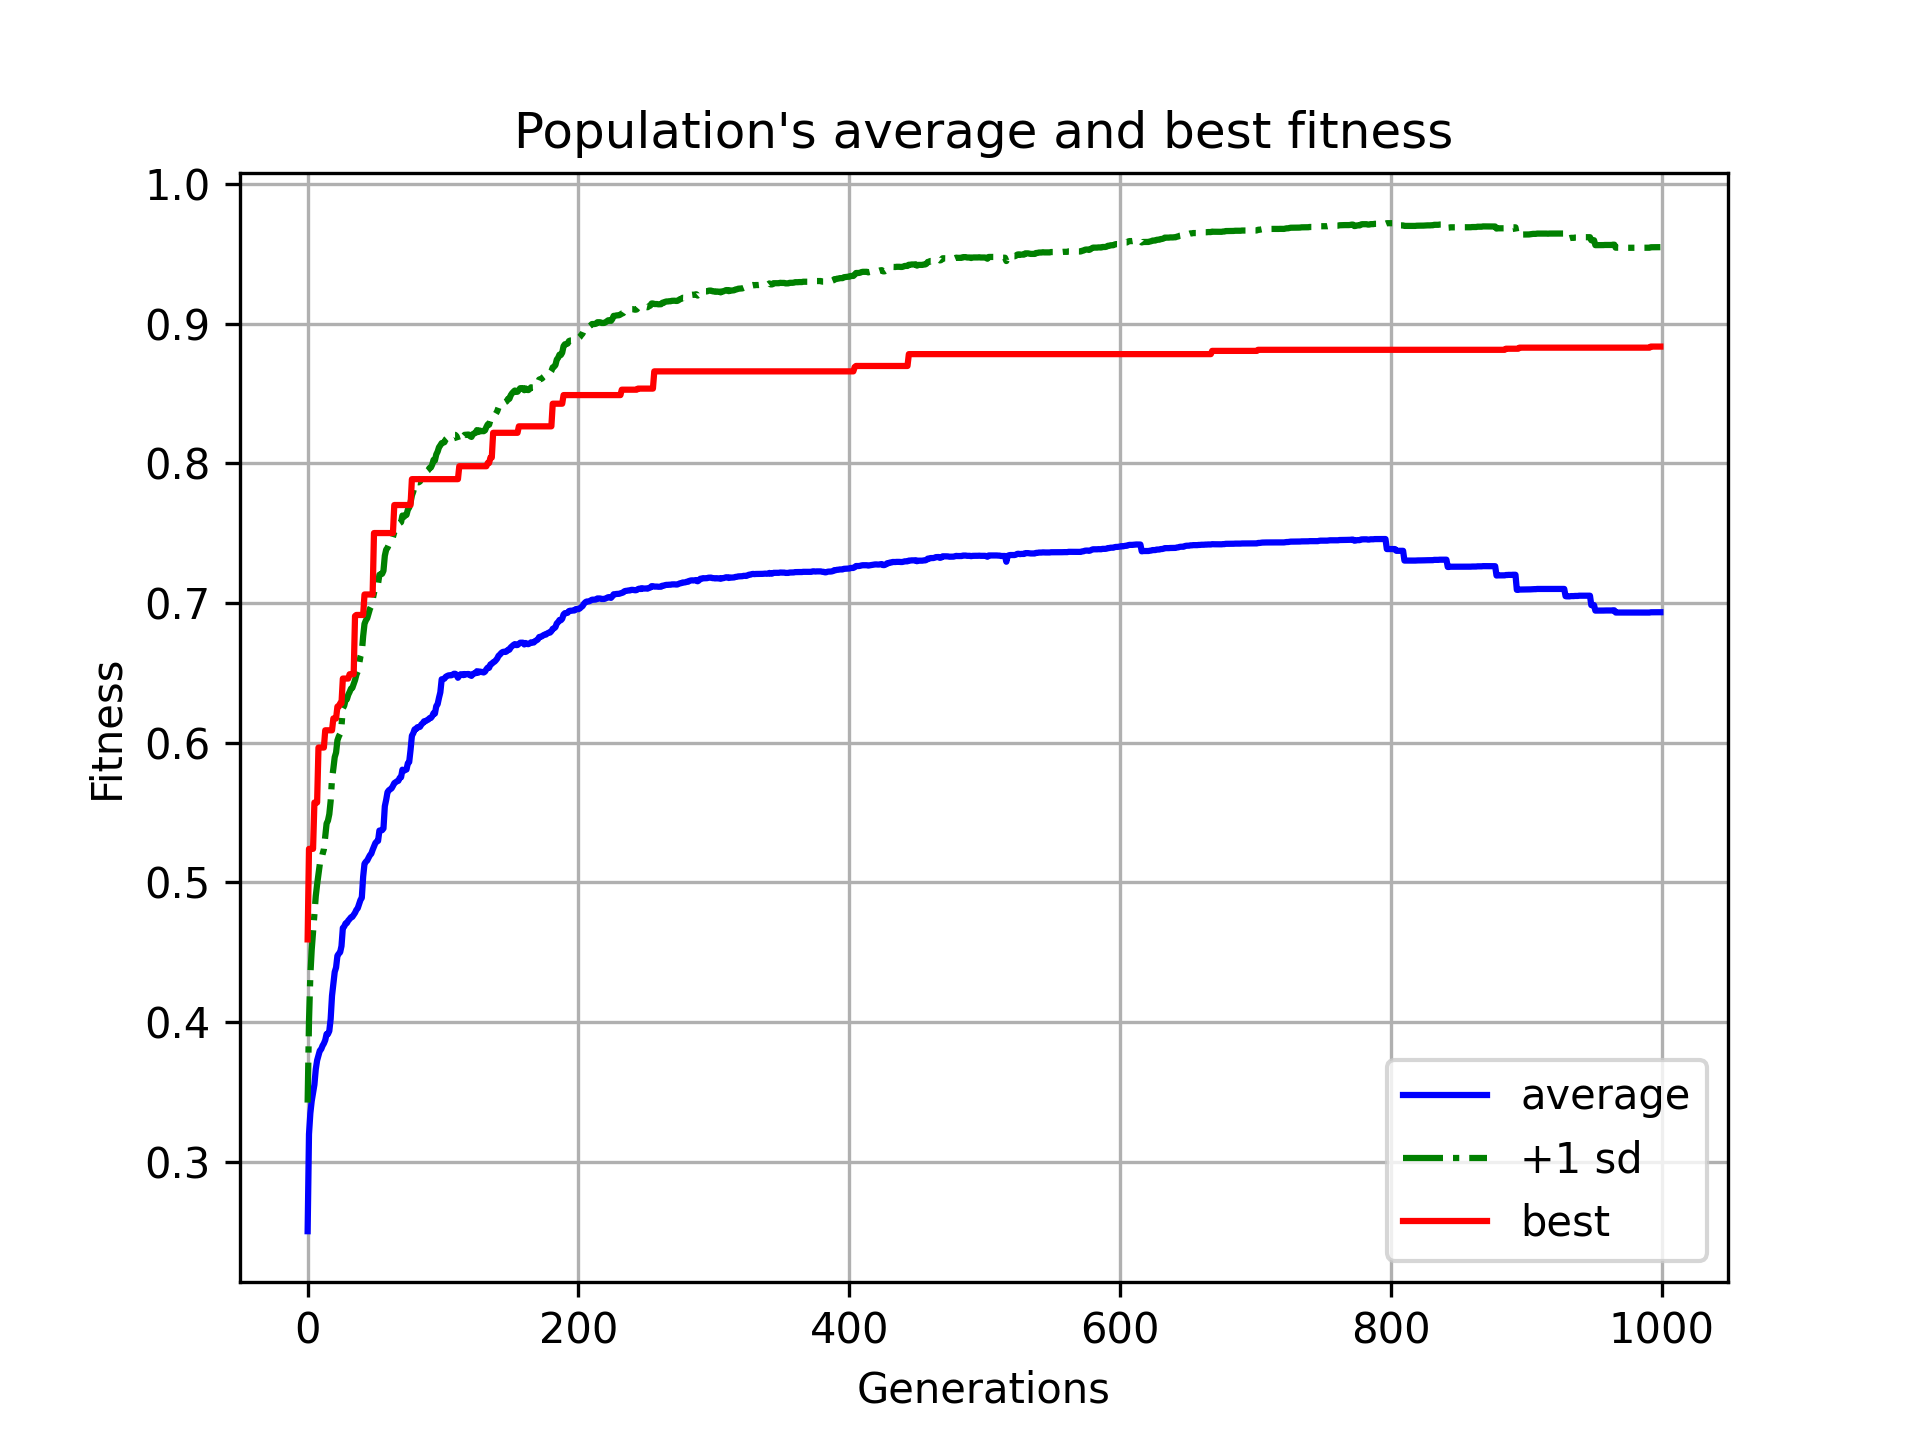 Population's average and best fitness
1.0
0.9
0.8
0.7
0.6
0.5
0.4
0.3
Fitness
0 200 400 600 800 1000
Generations
average
+1 sd
best